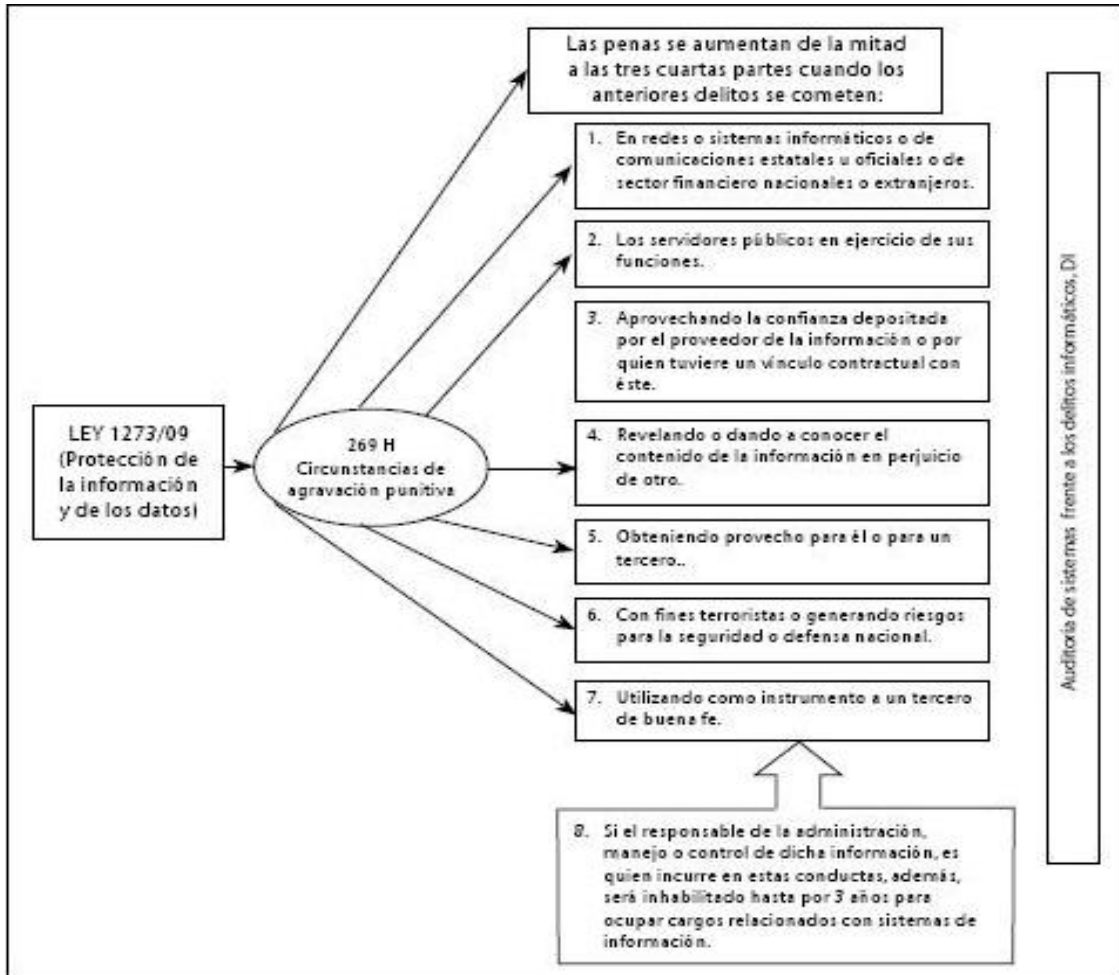 Las penas se aumentan de la mitad
a las tres cuartas partes cuando los
anteriores delitos se cometen:
1. En redes o sistemas informáticos o de
comunicaciones estatales u oficiales o de
sector financiero nacionales o extranjeros.
2. Los servidores públicos en ejercicio de sus
funciones.
3. Aprovechando la confianza depositada
por el proveedor de la información o por
quien tuviere un vínculo contractual con
éste.
LEY 1273/09
(Protección de
la información
y de los datos)
269 H
Circunstancias de
agravación punitiva
4. Revelando o dando a conocer el
contenido de la información en perjuicio
de otro.
5. Obteniendo provecho para él o para un
tercero..
6. Con fines terroristas o generando riesgos
para la seguridad o defensa nacional.
7. Utilizando como instrumento a un tercero
de buena fe.
8. Si el responsable de la administración,
manejo o control de dicha información, es
quien incurre en estas conductas, además,
será inhabilitado hasta por 3 años para
ocupar cargos relacionados con sistemas de
información.
Auditoría de sistemas frente a los delitos informáticos, DI